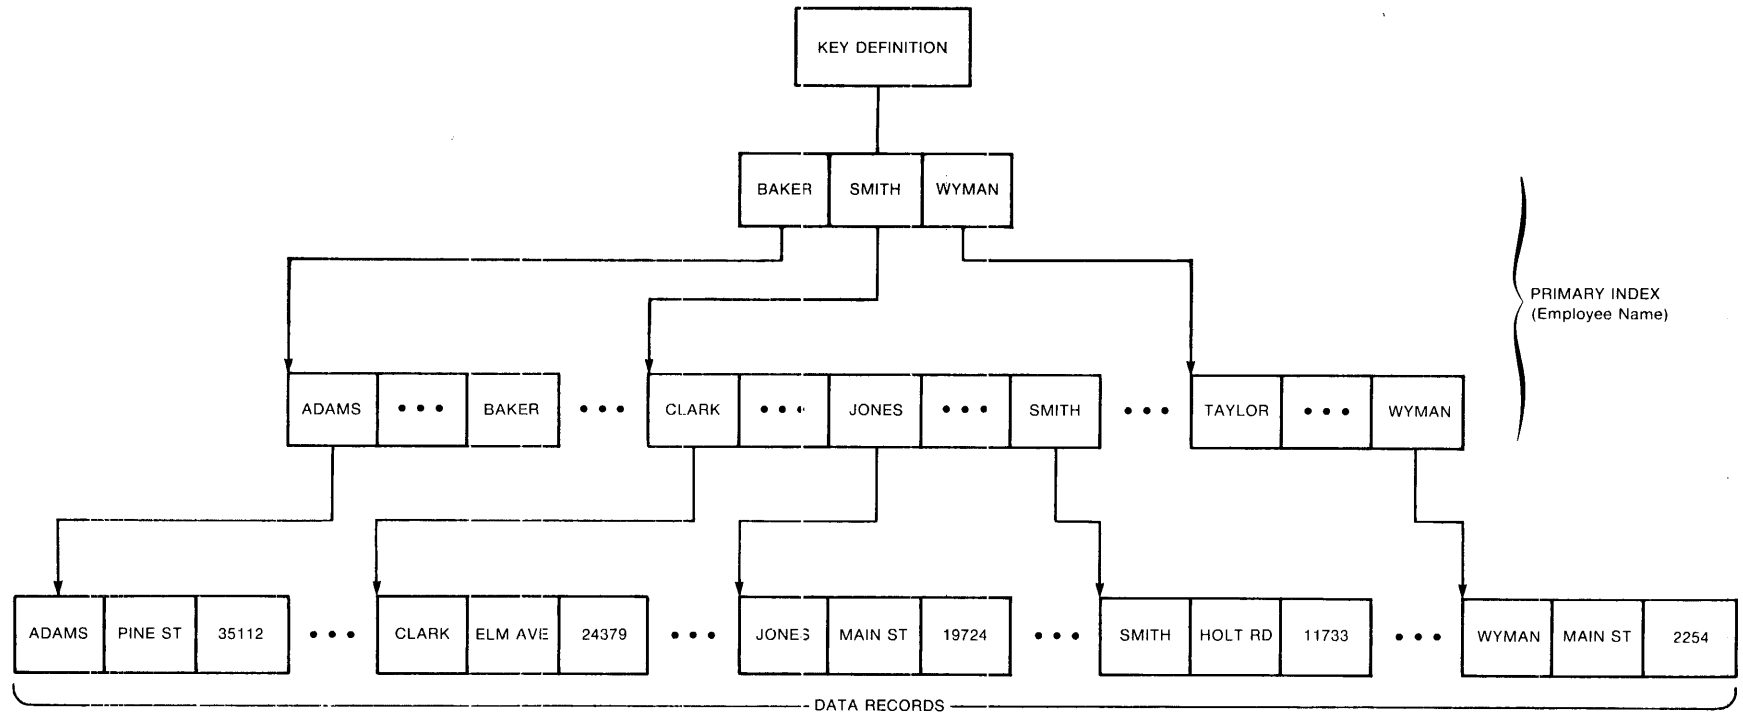 KEY DEFINITION
BAKER SMITH WYMAN
PRIMARY INDEX
(Employee Name)
ADAMS ••• BAKER ••• CLARK ••• JONES ••• SMITH ••• TAYLOR ••• WYMAN
ADAMS PINE ST 35112 ••• CLARK ELM AVE 24379 ••• JONES MAIN ST 19724 ••• SMITH HOLT RD 11733 ••• WYMAN MAIN ST 2254
DATA RECORDS